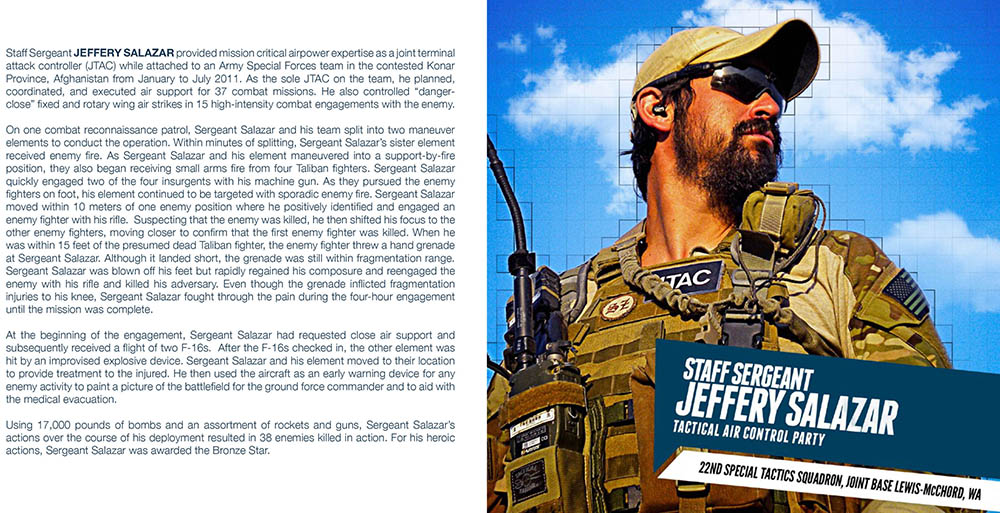 Staff Sergeant JEFFERY SALAZAR provided mission critical airpower expertise as a joint terminal
attack controller (JTAC) while attached to an Army Special Forces team in the contested Konar
Province, Afghanistan from January to July 2011. As the sole JTAC on the team, he planned,
coordinated, and executed air support for 37 combat missions. He also controlled “danger-
close” fixed and rotary wing air strikes in 15 high-intensity combat engagements with the enemy.
On one combat reconnaissance patrol, Sergeant Salazar and his team split into two maneuver
elements to conduct the operation. Within minutes of splitting, Sergeant Salazar’s sister element
received enemy fire. As Sergeant Salazar and his element maneuvered into a support-by-fire
position, they also began receiving small arms fire from four Taliban fighters. Sergeant Salazar
quickly engaged two of the four insurgents with his machine gun. As they pursued the enemy
fighters on foot, his element continued to be targeted with sporadic enemy fire. Sergeant Salazar
moved within 10 meters of one enemy position where he positively identified and engaged an
enemy fighter with his rifle. Suspecting that the enemy was killed, he then shifted his focus to the
other enemy fighters, moving closer to confirm that the first enemy fighter was killed. When he
was within 15 feet of the presumed dead Taliban fighter, the enemy fighter threw a hand grenade
at Sergeant Salazar. Although it landed short, the grenade was still within fragmentation range.
Sergeant Salazar was blown off his feet but rapidly regained his composure and reengaged the
enemy with his rifle and killed his adversary. Even though the grenade inflicted fragmentation
injuries to his knee, Sergeant Salazar fought through the pain during the four-hour engagement
until the mission was complete.
At the beginning of the engagement, Sergeant Salazar had requested close air support and
subsequently received a flight of two F-16s. After the F-16s checked in, the other element was
hit by an improvised explosive device. Sergeant Salazar and his element moved to their location
to provide treatment to the injured. He then used the aircraft as an early warning device for any
enemy activity to paint a picture of the battlefield for the ground force commander and to aid with
the medical evacuation.
Using 17,000 pounds of bombs and an assortment of rockets and guns, Sergeant Salazar’s
actions over the course of his deployment resulted in 38 enemies killed in action. For his heroic
actions, Sergeant Salazar was awarded the Bronze Star.
JTAC
STAFF SERGEANT
JEFFERY SALAZAR
TACTICAL AIR CONTROL PARTY
22ND SPECIAL TACTICS SQUADRON, JOINT BASE LEWIS-McCHORD, WA